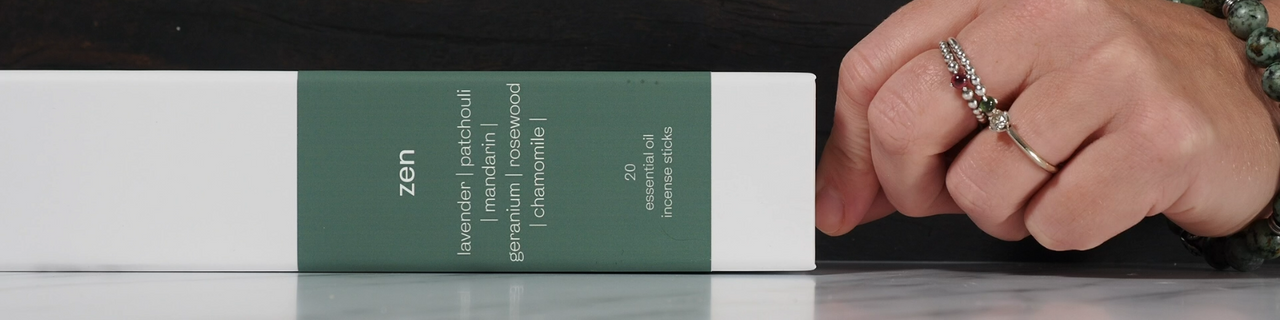 zen
lavender | patchouli
| mandarin |
geranium | rosewood
| chamomile |
20
essential oil
incense sticks